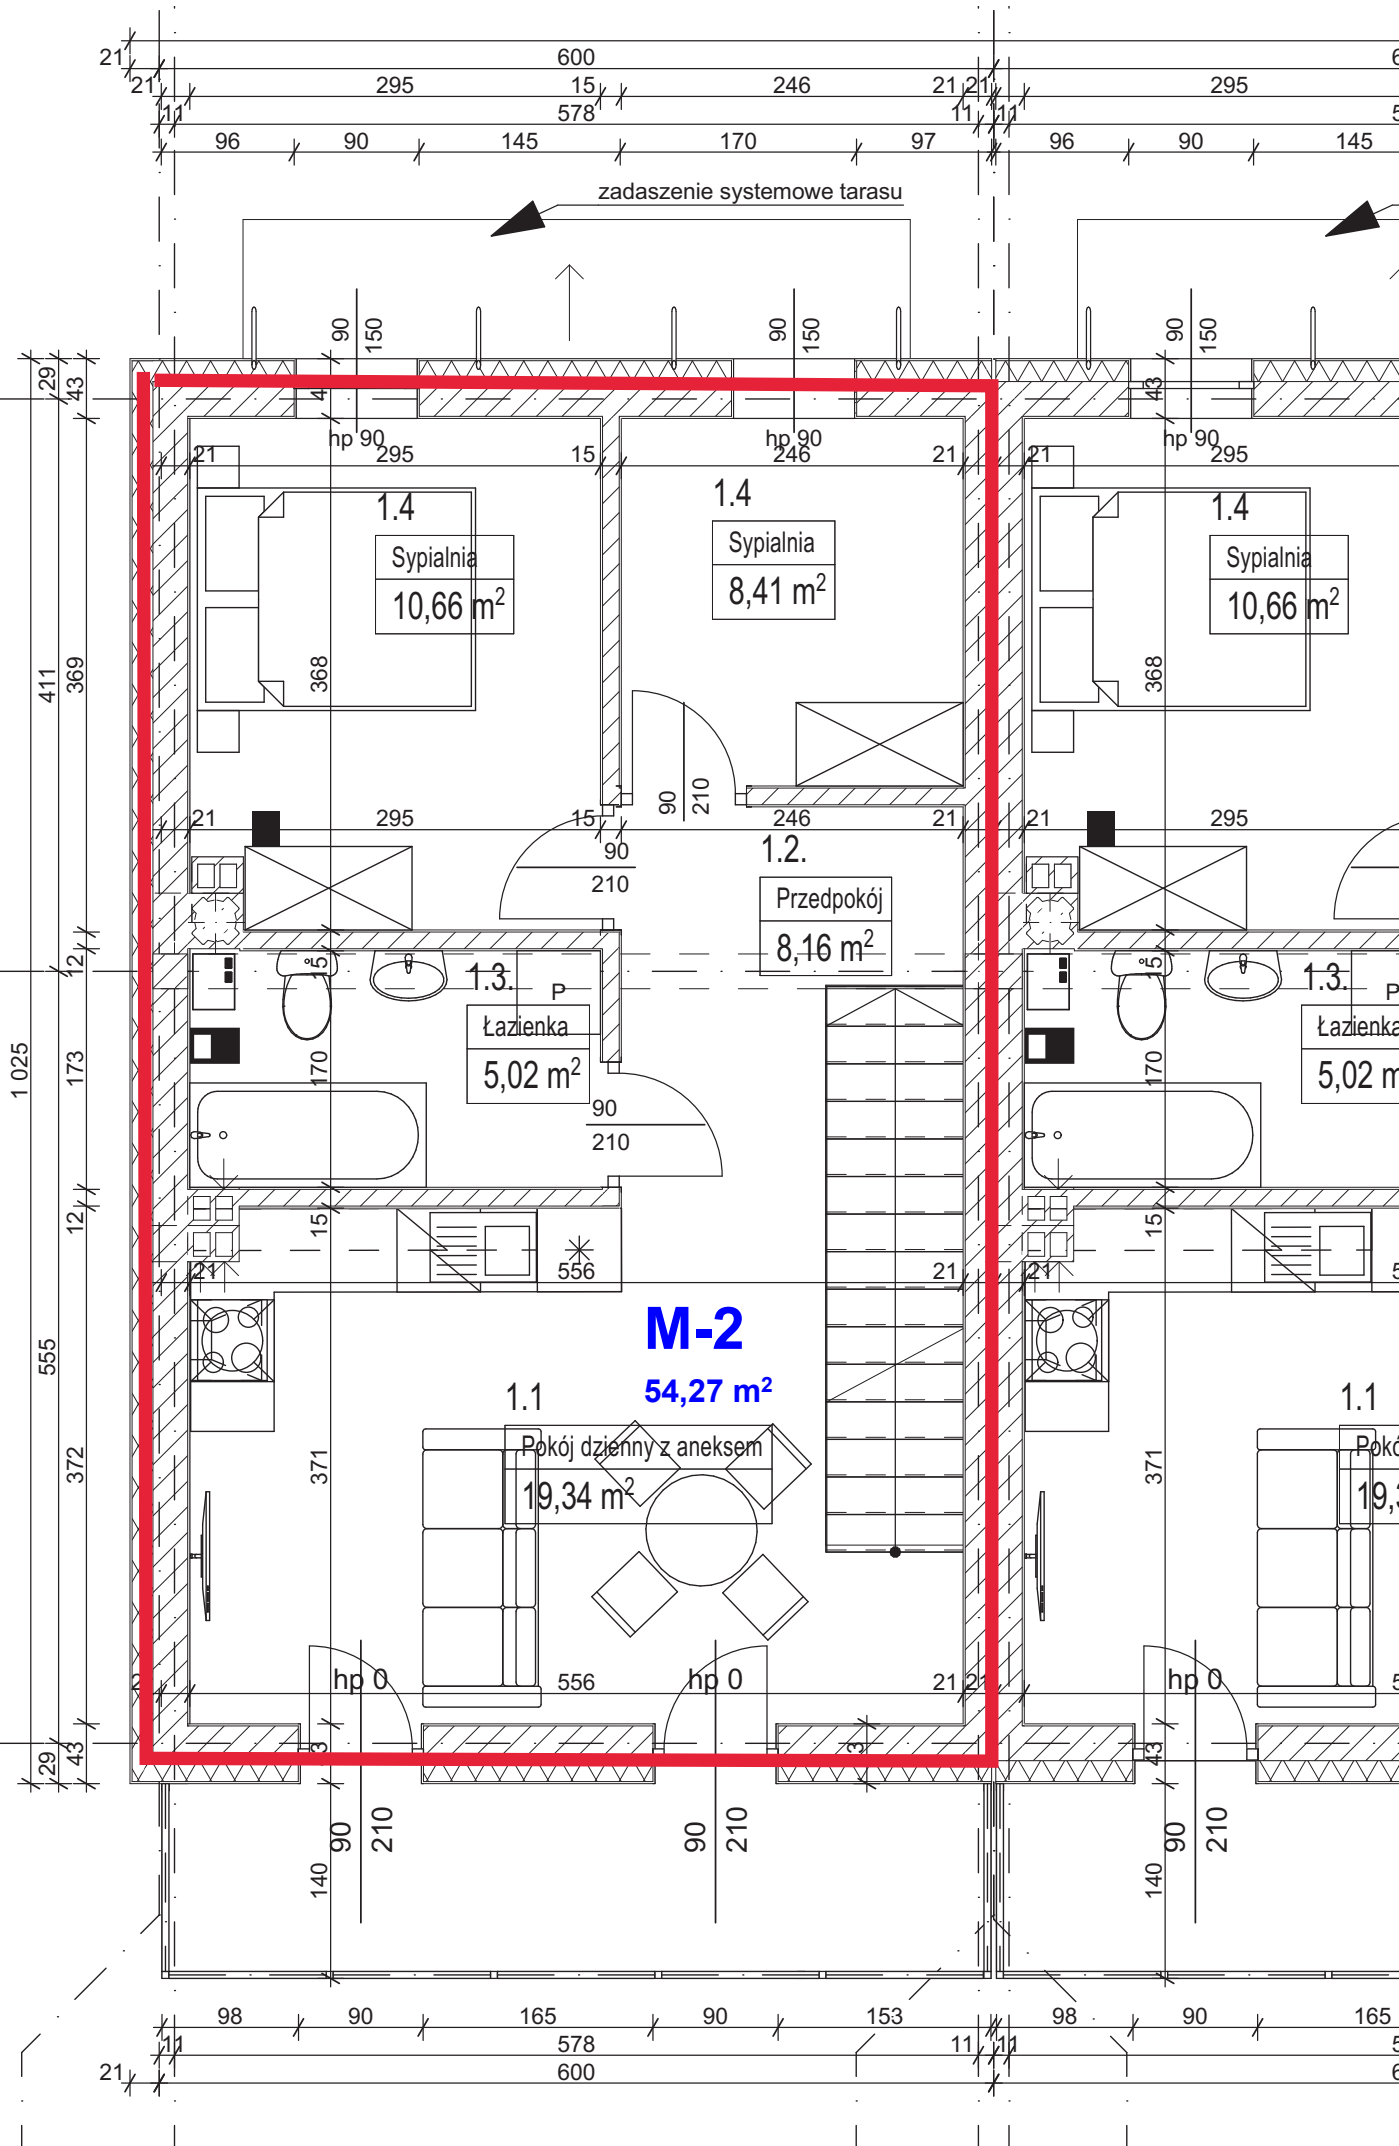 21 600
21 295 15 246 21 21 295
11 578 11 11
96 90 145 170 97 96 90 145
zadaszenie systemowe tarasu
90 150 90 150 90 150
29 43 43
hp 90 hp 90 hp 90
21 295 15 246 21 21 295
1.4 1.4 1.4
Sypialnia Sypialnia Sypialnia
10,66 m² 8,41 m² 10,66 m²
411 369 368 368
90 210
21 295 15 246 21 21 295
90
210
1.2.
Przedpokój
8,16 m²
12 15 15
1.3. P 1.3. P
Łazienka Łazienka
5,02 m² 5,02 m
1 025 173 170 170
90
210
12 15 15
21 556 21 21
M-2
54,27 m²
555 372 371 371
1.1 1.1
Pokój dzienny z aneksem
19,34 m²
hp 0 hp 0 hp 0
556 21 21
29 43 43
90 210 90 210 90 210
140 140
98 90 165 90 153 98 90 165
11 578 11 11
21 600